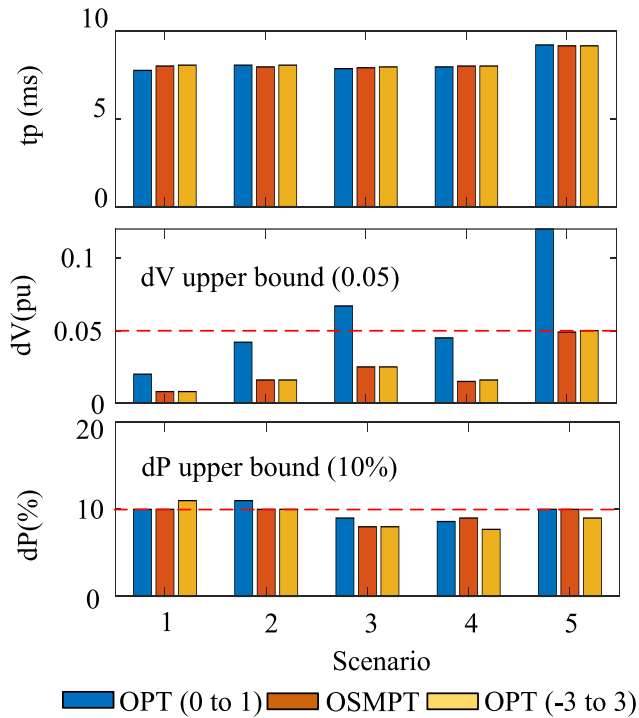 10
5
0
tp (ms)
0.1
0.05
0
dV(pu)
dV upper bound (0.05)
20
10
0
dP(%)
dP upper bound (10%)
1 2 3 4 5
Scenario
OPT (0 to 1) OSMPT OPT (-3 to 3)